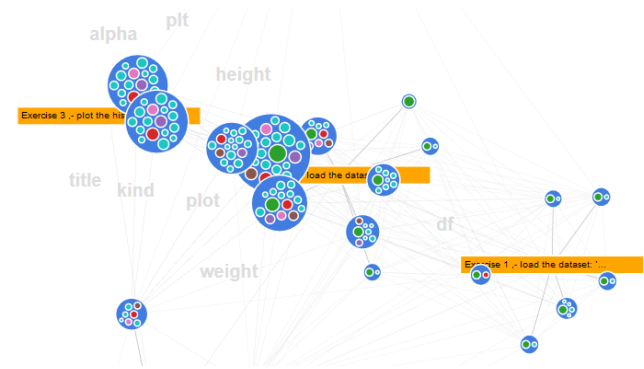 plt
alpha
height
Exercise 3 ,- plot the his
load the datase
title
kind
plot
df
weight
Exercise 1 ,- load the dataset: '...